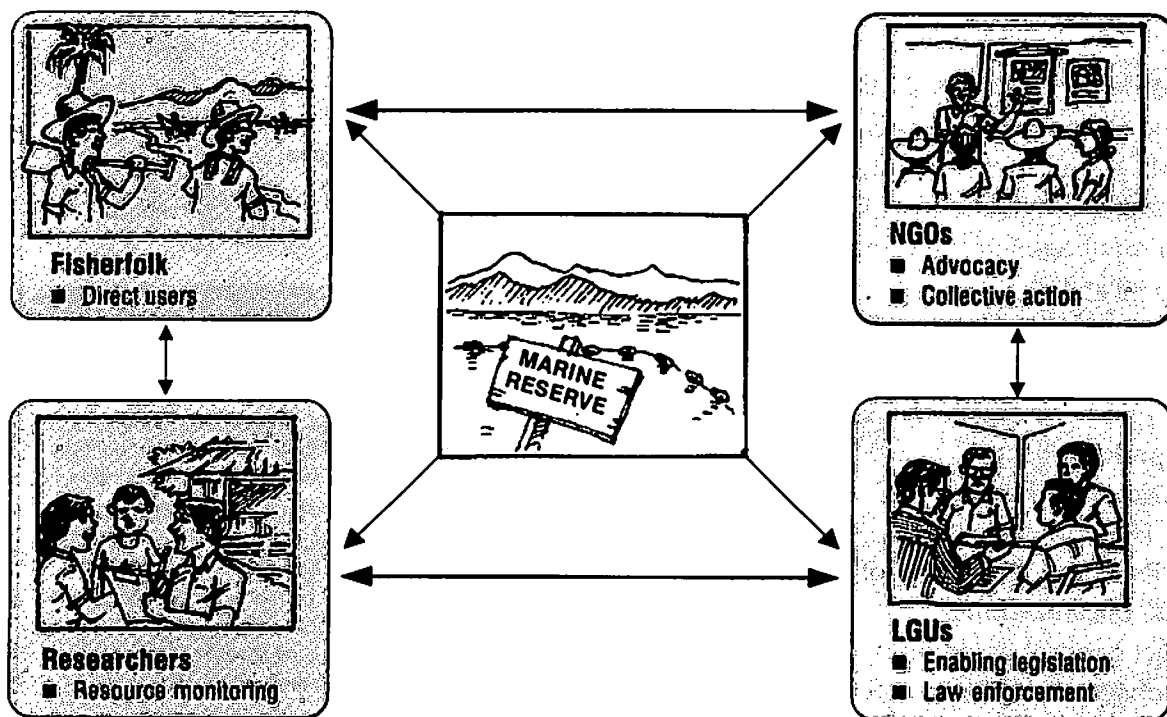 Fisherfolk
■ Direct users
NGOs
■ Advocacy
■ Collective action
MARINE
RESERVE
Researchers
■ Resource monitoring
LGUs
■ Enabling legislation
■ Law enforcement